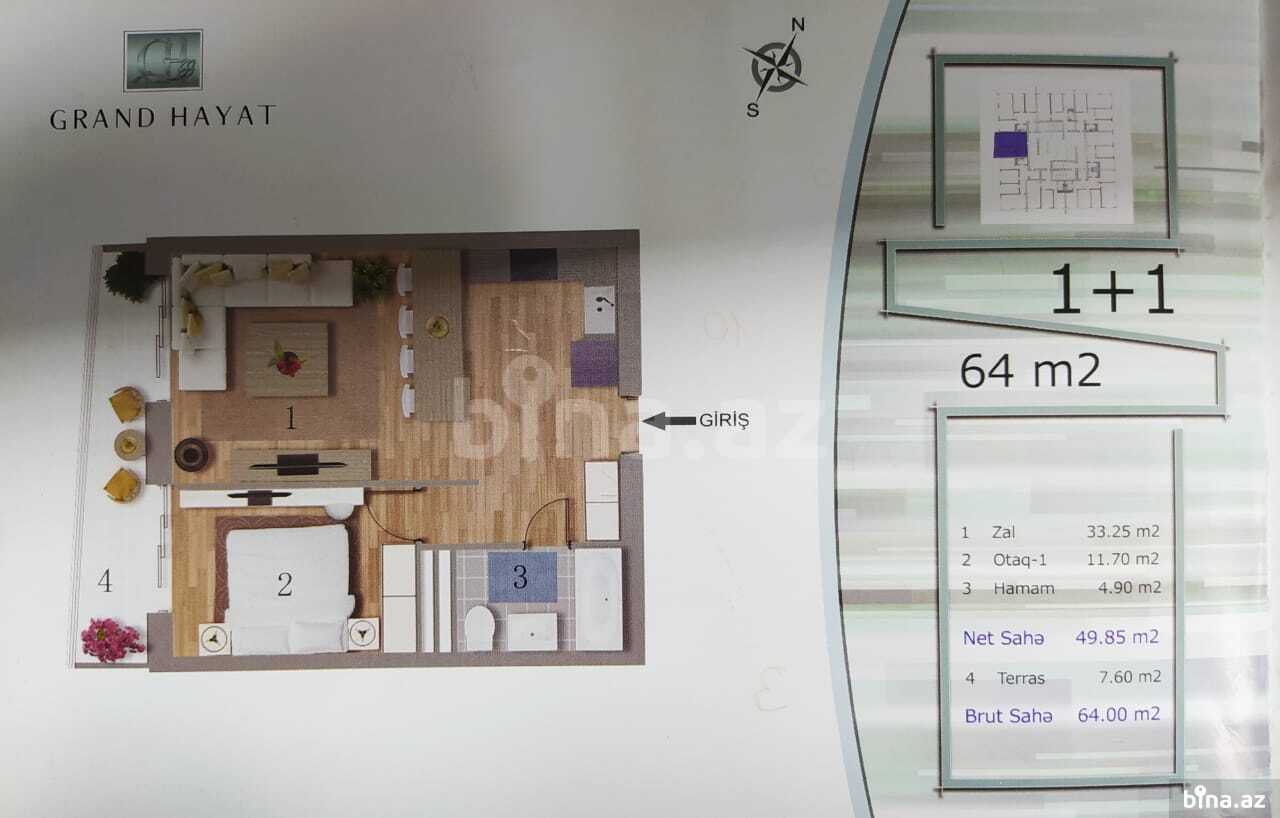 GRAND HAYAT
N
S
1
2
3
4
GİRİŞ
bina.az
1+1
64 m2
1 Zal 33.25 m2
2 Otaq-1 11.70 m2
3 Hamam 4.90 m2
Net Sahə 49.85 m2
4 Terras 7.60 m2
Brut Sahə 64.00 m2
bina.az